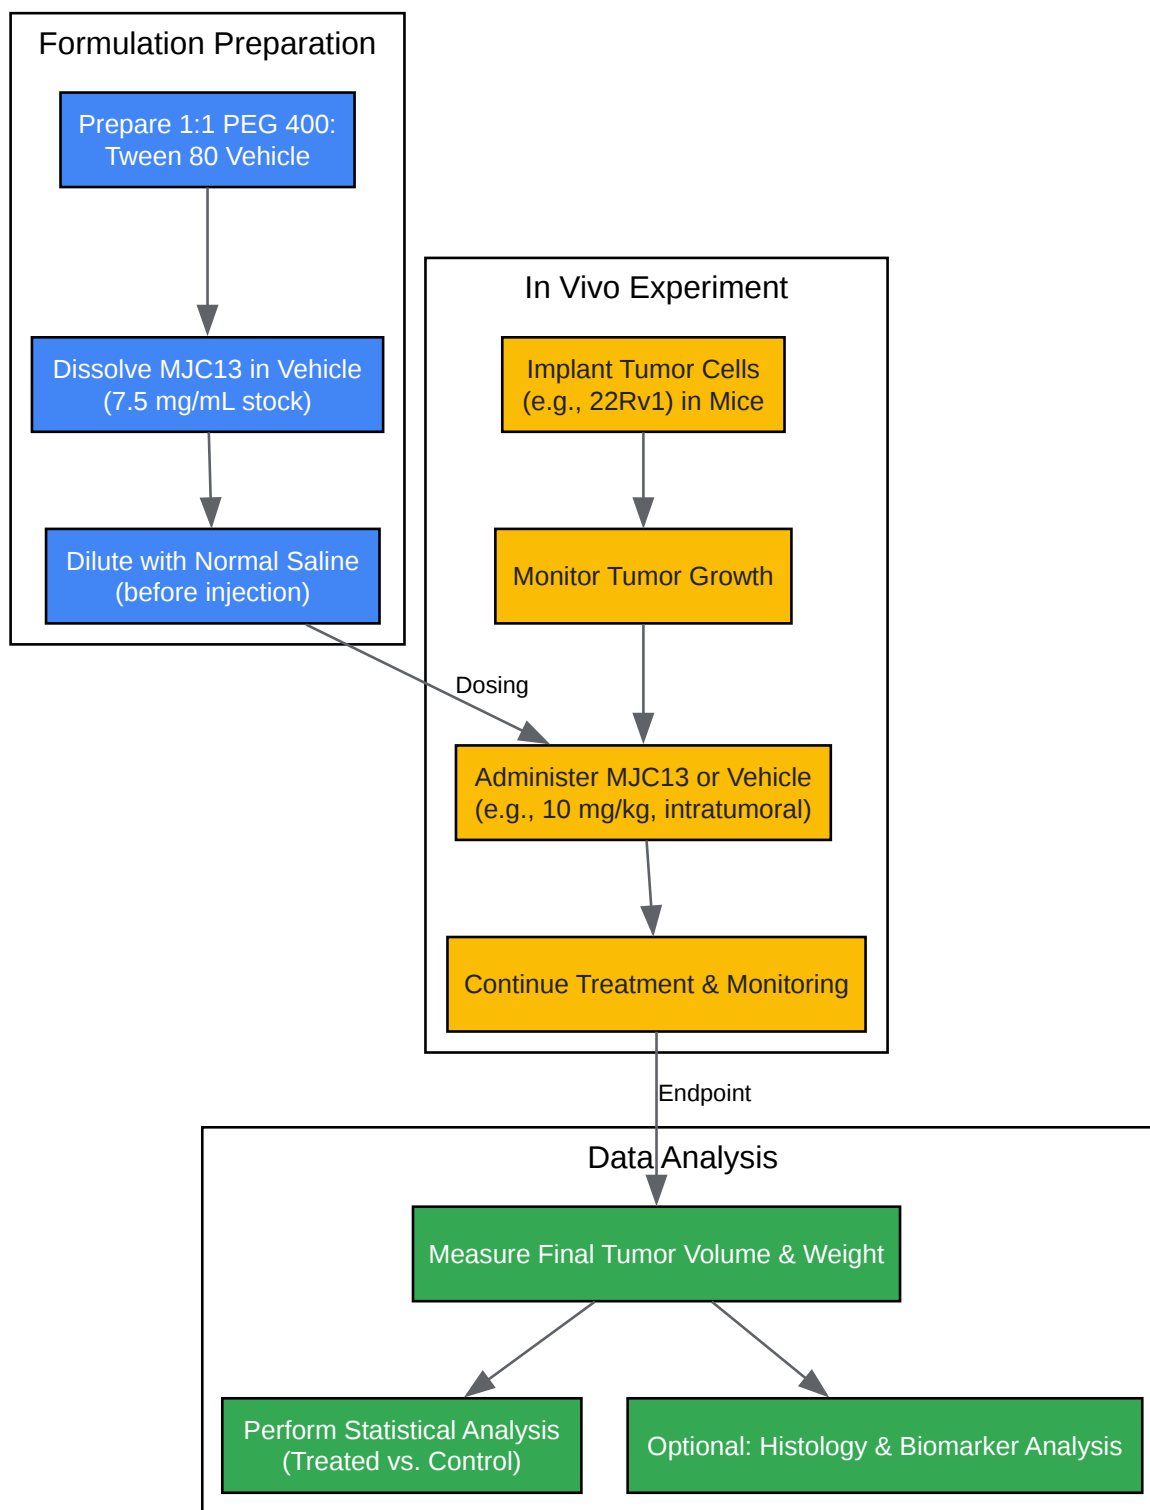 Formulation Preparation
Prepare 1:1 PEG 400:
Tween 80 Vehicle
Dissolve MJC13 in Vehicle
(7.5 mg/mL stock)
Dilute with Normal Saline
(before injection)
In Vivo Experiment
Implant Tumor Cells
(e.g., 22Rv1) in Mice
Monitor Tumor Growth
Dosing
Administer MJC13 or Vehicle
(e.g., 10 mg/kg, intratumoral)
Continue Treatment & Monitoring
Endpoint
Data Analysis
Measure Final Tumor Volume & Weight
Perform Statistical Analysis
(Treated vs. Control)
Optional: Histology & Biomarker Analysis